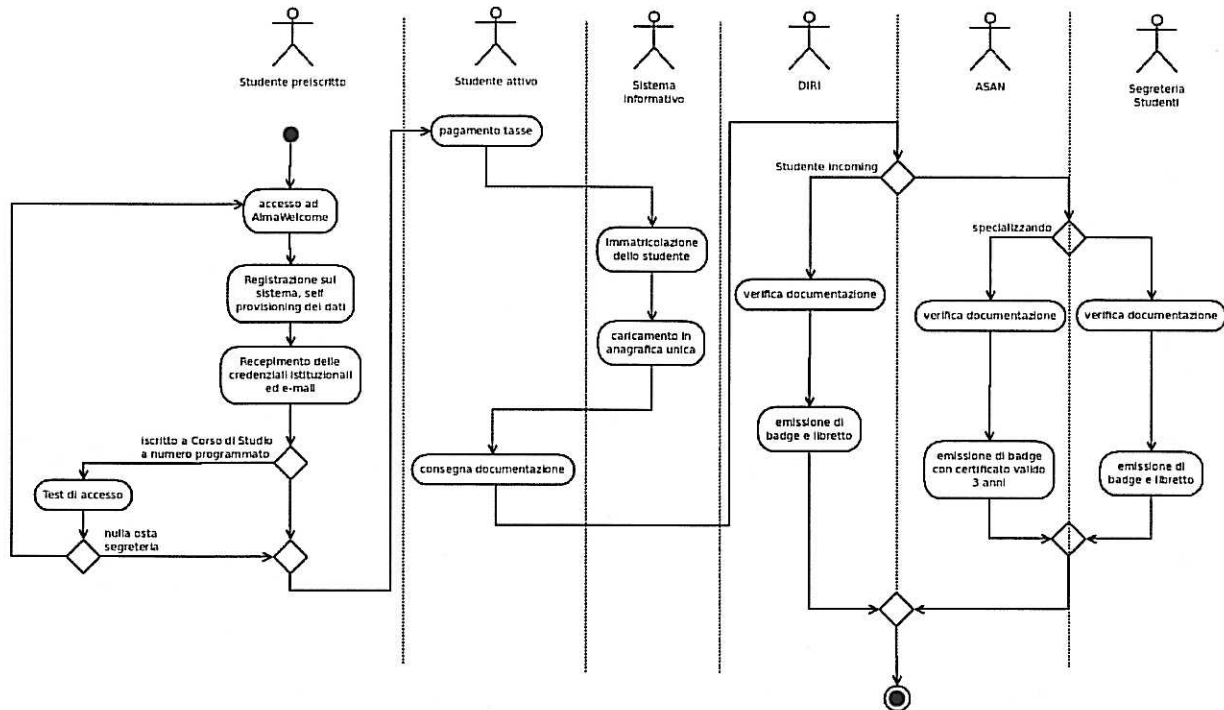 Studente preiscritto
Studente attivo
Sistema
Informativo
DIRI
ASAN
Segreteria
Studenti
pagamento tasse
Studente incoming
accesso ad
AlmaWelcome
specializzando
Immatricolazione
dello studente
Registrazione sul
sistema, self
provisioning dei dati
verifica documentazione
verifica documentazione
verifica documentazione
caricamento in
anagrafica unica
Recepimento delle
credenziali istituzionali
ed e-mail
emissione di
badge e libretto
iscritto a Corso di Studio
a numero programmato
consegna documentazione
emissione di badge
con certificato valido
3 anni
emissione di
badge e libretto
Test di accesso
nulla osta
segreteria